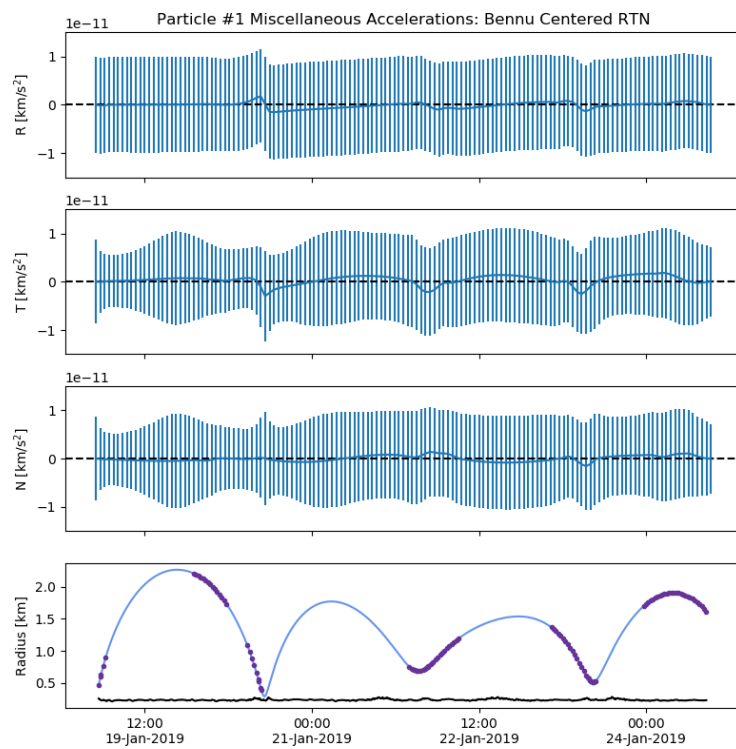 Particle #1 Miscellaneous Accelerations: Bennu Centered RTN
1e−11
R [km/s²]
1
0
−1
1e−11
T [km/s²]
1
0
−1
1e−11
N [km/s²]
1
0
−1
Radius [km]
2.0
1.5
1.0
0.5
12:00 00:00 12:00 00:00
19-Jan-2019 21-Jan-2019 22-Jan-2019 24-Jan-2019